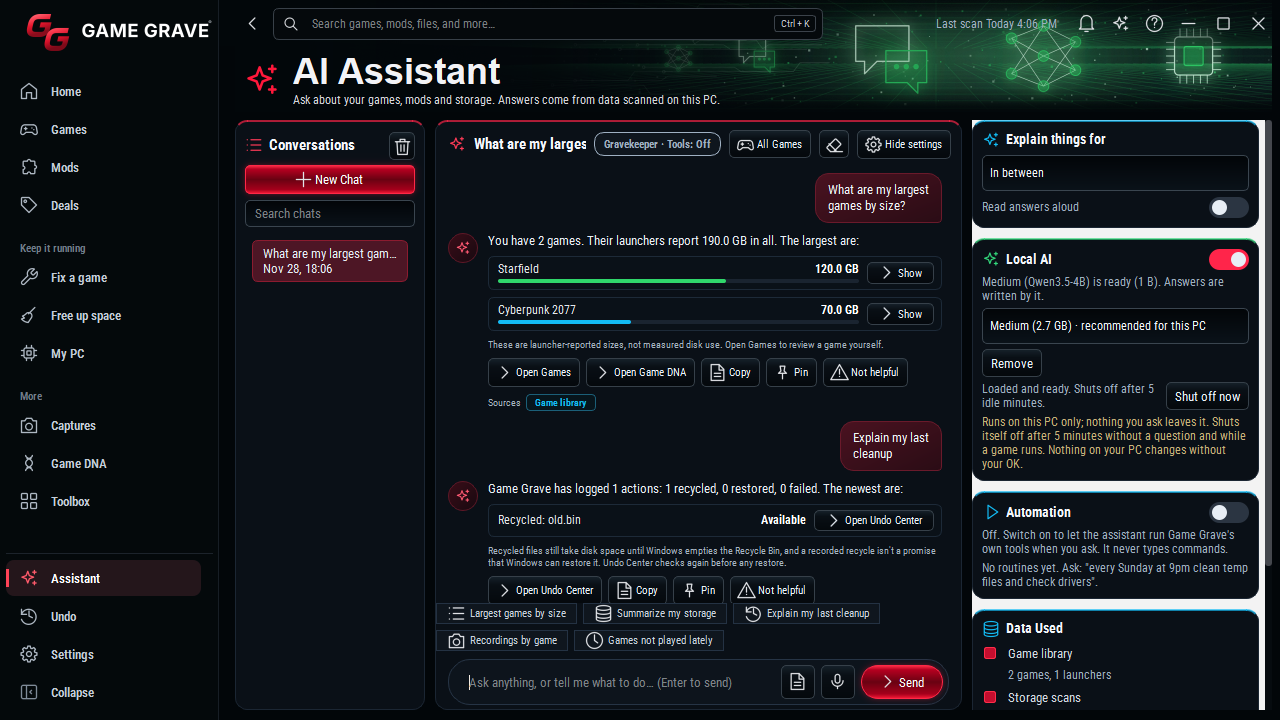 GG GAME GRAVE
Home
Games
Mods
Deals
Keep it running
Fix a game
Free up space
My PC
More
Captures
Game DNA
Toolbox
Assistant
Undo
Settings
Collapse
Search games, mods, files, and more...
Ctrl + K
Last scan Today 4:06 PM
AI Assistant
Ask about your games, mods and storage. Answers come from data scanned on this PC.
Conversations
New Chat
Search chats
What are my largest gam...
Nov 28, 18:06
What are my larges
Gravekeeper · Tools: Off
All Games
Hide settings
What are my largest
games by size?
You have 2 games. Their launchers report 190.0 GB in all. The largest are:
Starfield
120.0 GB
Show
Cyberpunk 2077
70.0 GB
Show
These are launcher-reported sizes, not measured disk use. Open Games to review a game yourself.
Open Games
Open Game DNA
Copy
Pin
Not helpful
Sources
Game library
Explain my last
cleanup
Game Grave has logged 1 actions: 1 recycled, 0 restored, 0 failed. The newest are:
Recycled: old.bin
Available
Open Undo Center
Recycled files still take disk space until Windows empties the Recycle Bin, and a recorded recycle isn't a promise
that Windows can restore it. Undo Center checks again before any restore.
Open Undo Center
Copy
Pin
Not helpful
Largest games by size
Summarize my storage
Explain my last cleanup
Recordings by game
Games not played lately
Ask anything, or tell me what to do... (Enter to send)
Send
Explain things for
In between
Read answers aloud
Local AI
Medium (Qwen3.5-4B) is ready (1 B). Answers are
written by it.
Medium (2.7 GB) · recommended for this PC
Remove
Loaded and ready. Shuts off after 5
idle minutes.
Shut off now
Runs on this PC only; nothing you ask leaves it. Shuts
itself off after 5 minutes without a question and while
a game runs. Nothing on your PC changes without
your OK.
Automation
Off. Switch on to let the assistant run Game Grave's
own tools when you ask. It never types commands.
No routines yet. Ask: "every Sunday at 9pm clean temp
files and check drivers".
Data Used
Game library
2 games, 1 launchers
Storage scans